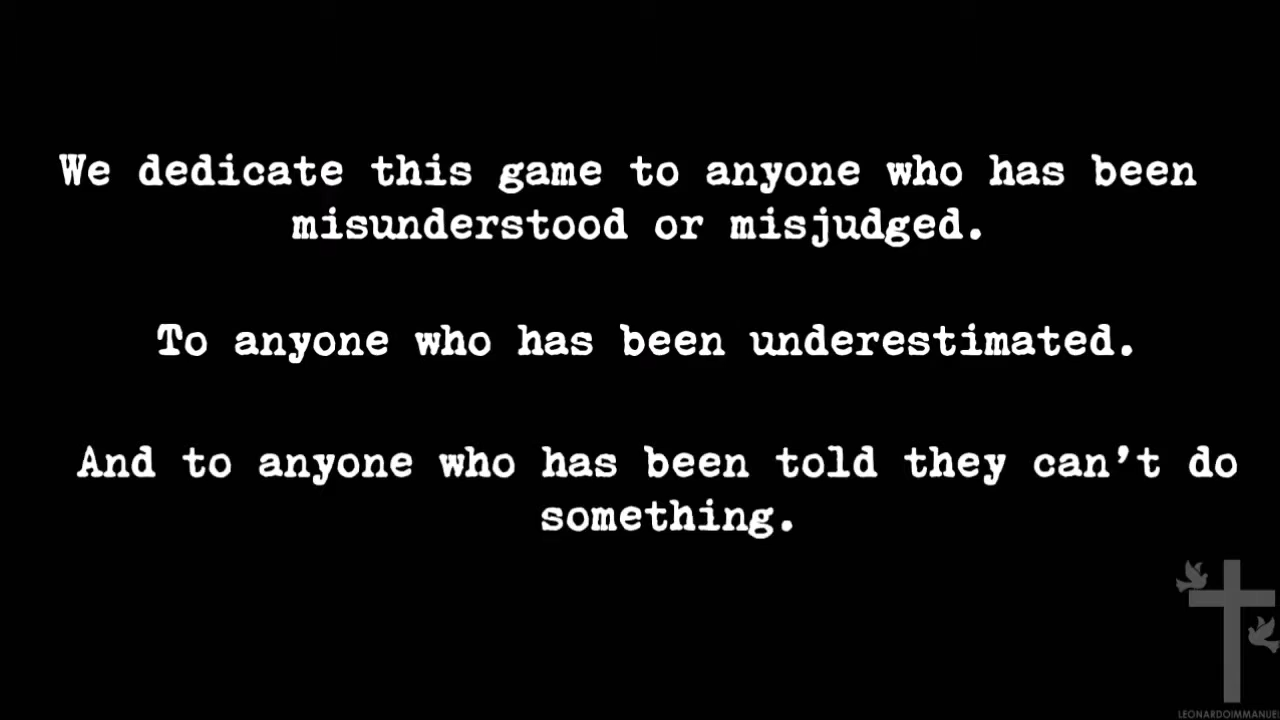 We dedicate this game to anyone who has been
misunderstood or misjudged.
To anyone who has been underestimated.
And to anyone who has been told they can't do
something.
LEONARDOIMMANUE